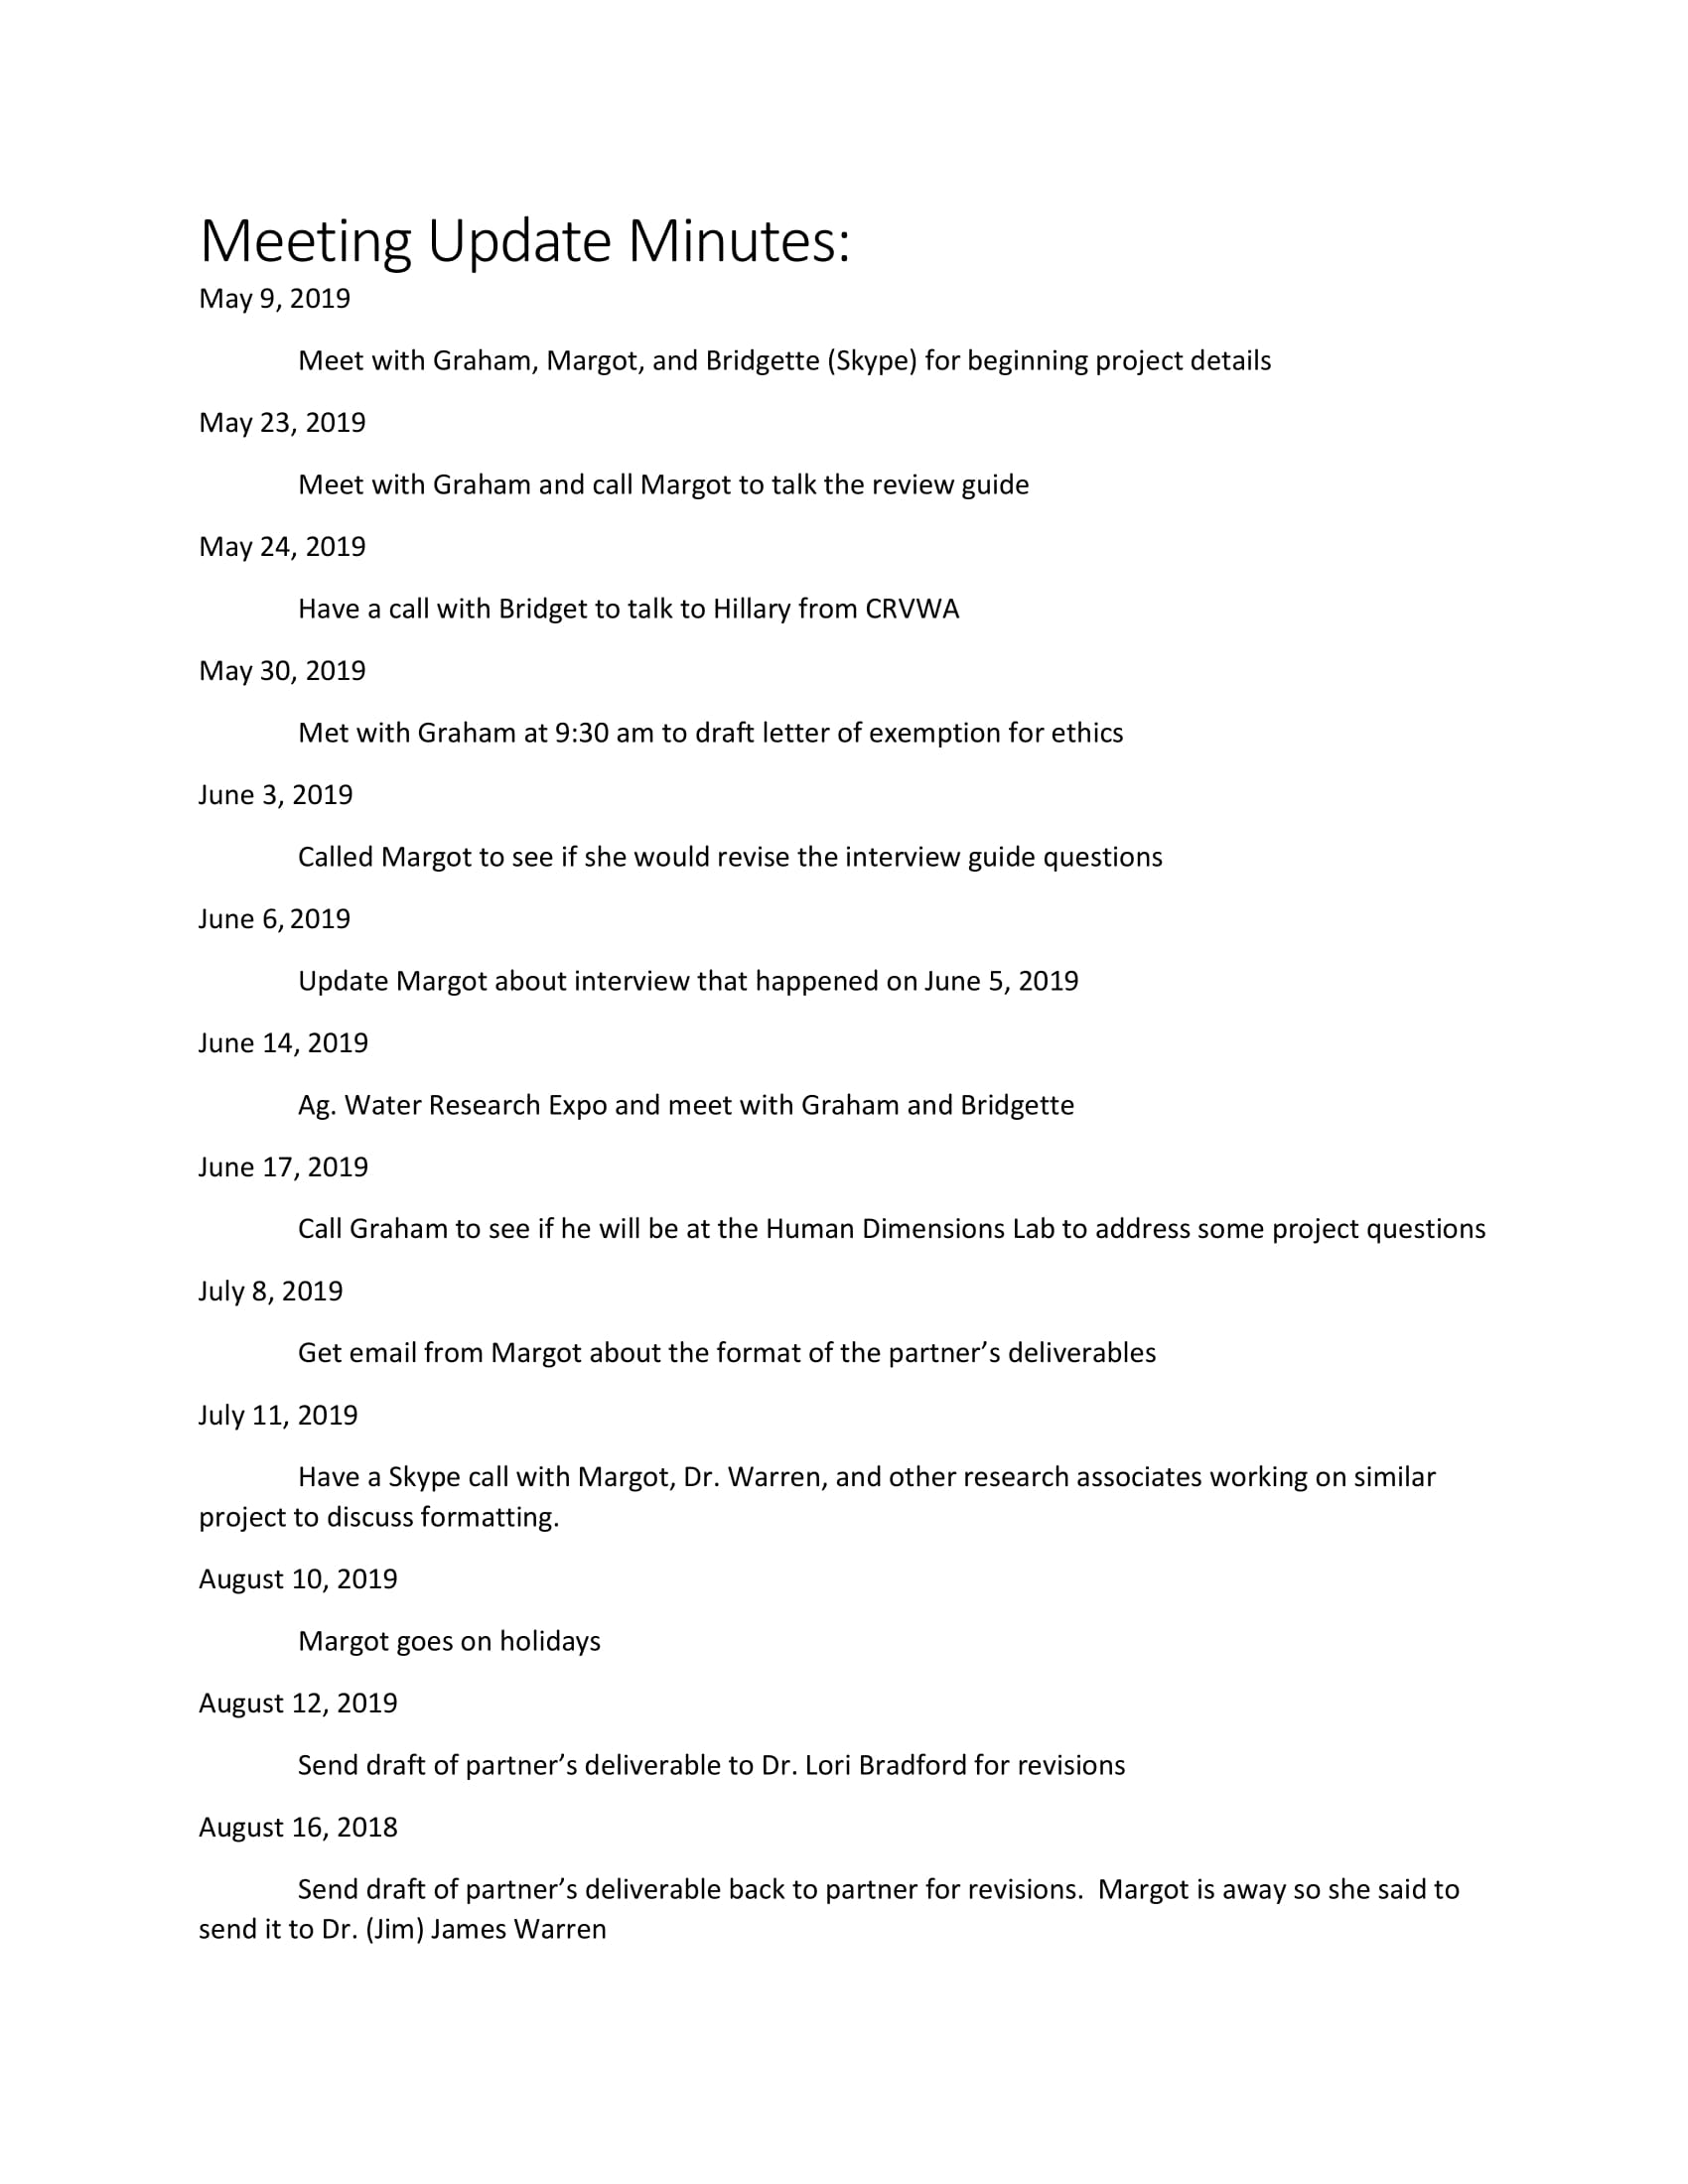 Meeting Update Minutes:
May 9, 2019
Meet with Graham, Margot, and Bridgette (Skype) for beginning project details
May 23, 2019
Meet with Graham and call Margot to talk the review guide
May 24, 2019
Have a call with Bridget to talk to Hillary from CRVWA
May 30, 2019
Met with Graham at 9:30 am to draft letter of exemption for ethics
June 3, 2019
Called Margot to see if she would revise the interview guide questions
June 6, 2019
Update Margot about interview that happened on June 5, 2019
June 14, 2019
Ag. Water Research Expo and meet with Graham and Bridgette
June 17, 2019
Call Graham to see if he will be at the Human Dimensions Lab to address some project questions
July 8, 2019
Get email from Margot about the format of the partner’s deliverables
July 11, 2019
Have a Skype call with Margot, Dr. Warren, and other research associates working on similar
project to discuss formatting.
August 10, 2019
Margot goes on holidays
August 12, 2019
Send draft of partner’s deliverable to Dr. Lori Bradford for revisions
August 16, 2018
Send draft of partner’s deliverable back to partner for revisions.  Margot is away so she said to
send it to Dr. (Jim) James Warren